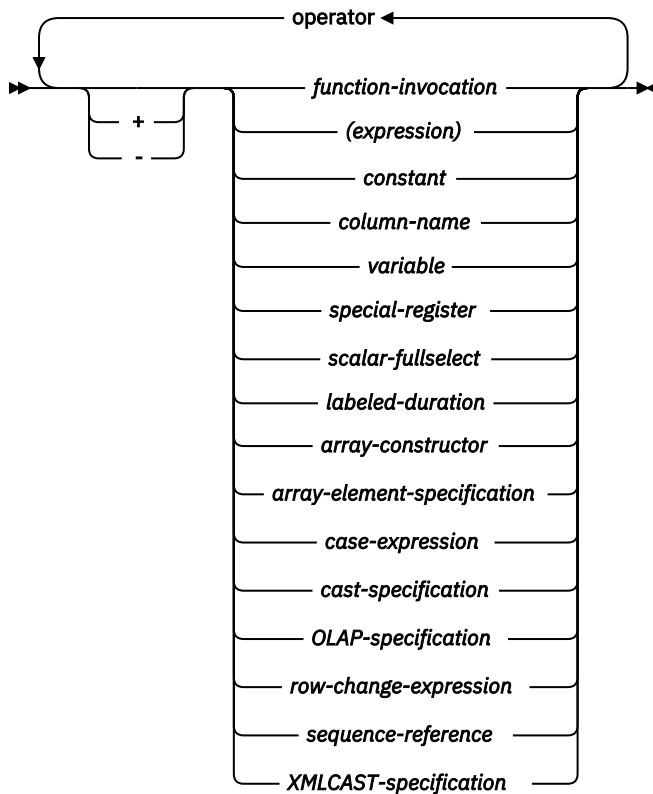 operator
function-invocation
+
(expression)
-
constant
column-name
variable
special-register
scalar-fullselect
labeled-duration
array-constructor
array-element-specification
case-expression
cast-specification
OLAP-specification
row-change-expression
sequence-reference
XMLCAST-specification